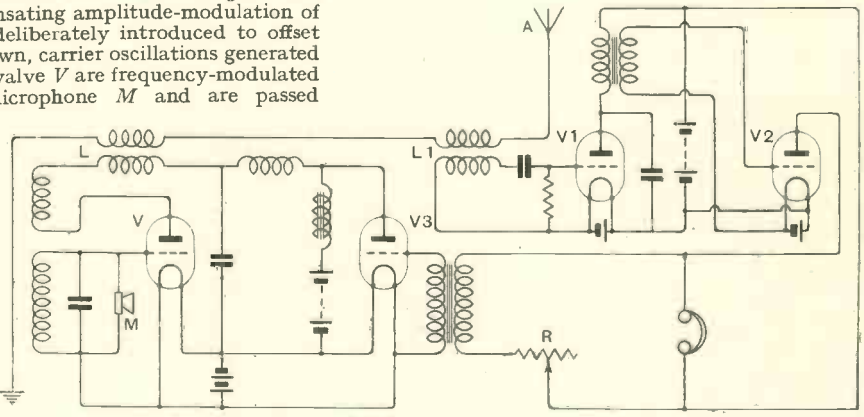 nsating amplitude-modulation of
deliberately introduced to offset
wn, carrier oscillations generated
valve V are frequency-modulated
icrophone M and are passed
A
V1
V2
L
L1
V
V3
M
R